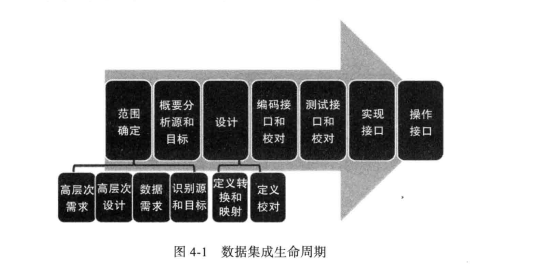 范围
确定
概要分
析源和
目标
设计
编码接
口和
校对
测试接
口和
校对
实现
接口
操作
接口
高层次
需求
高层次
设计
数据
需求
识别源
和目标
定义转
换和
映射
定义
校对
图 4-1 数据集成生命周期